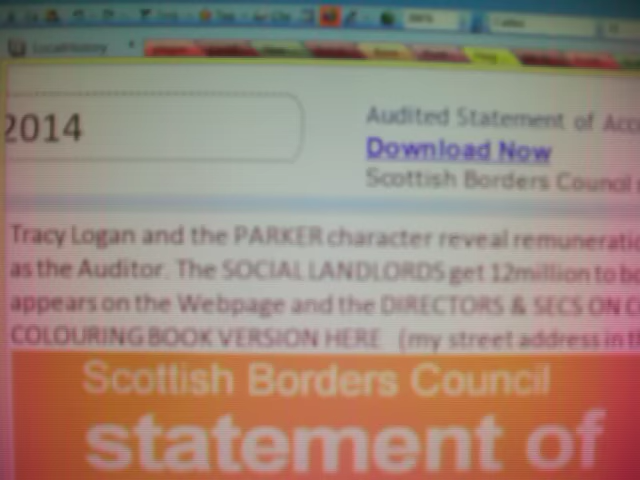 2014
Audited Statement of Acc
Download Now
Scottish Borders Council
Tracy Logan and the PARKER character reveal remuneratio
as the Auditor. The SOCIAL LANDLORDS get 12million to b
appears on the Webpage and the DIRECTORS & SECS ON
COLOURING BOOK VERSION HERE (my street address in th
Scottish Borders Council
statement of